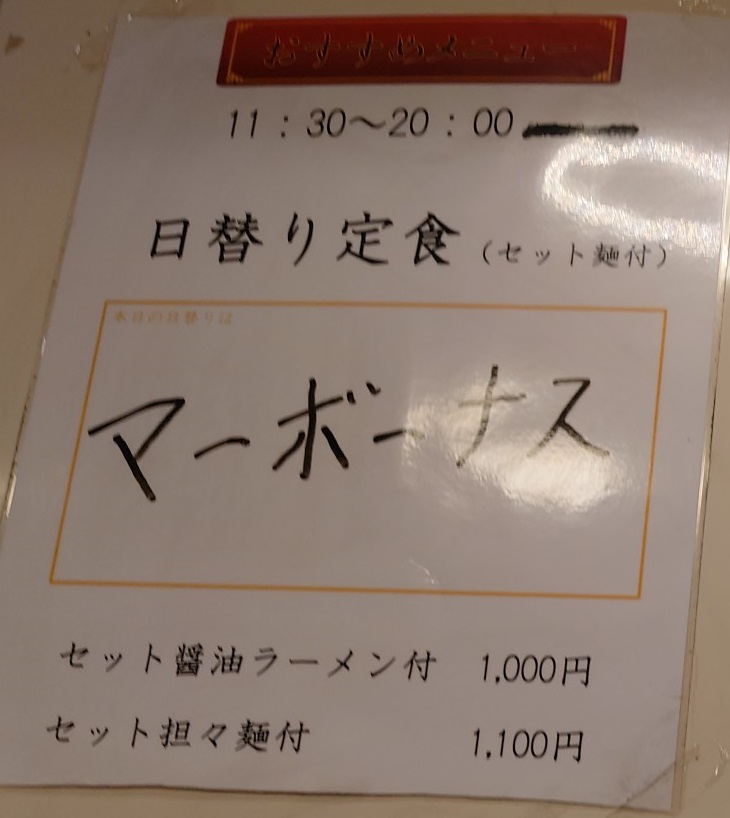 おすすめメニュー
11：30～20：00
日替り定食（セット麺付）
本日の日替りは
マーボーナス
セット醤油ラーメン付 1,000円
セット担々麺付 1,100円